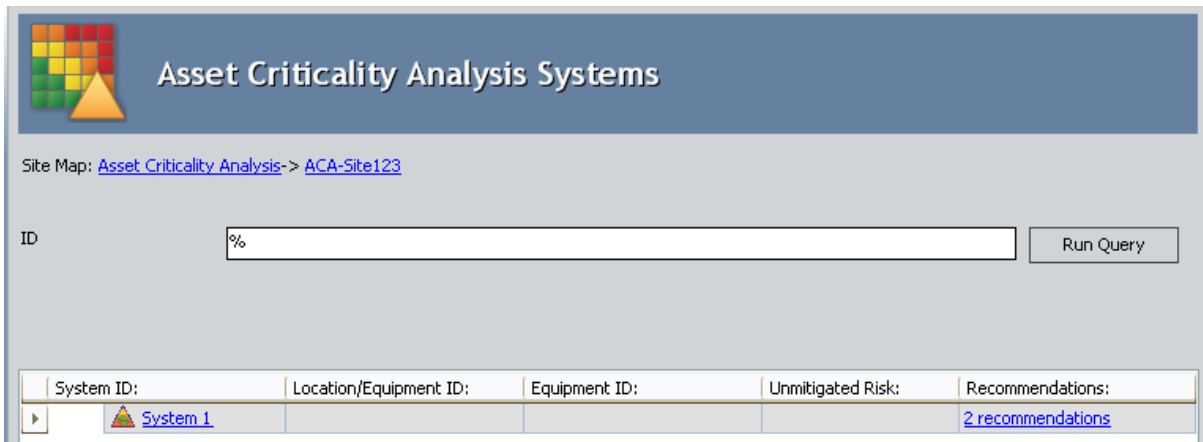 Asset Criticality Analysis Systems
Site Map: Asset Criticality Analysis-> ACA-Site123
ID % Run Query
System ID: Location/Equipment ID: Equipment ID: Unmitigated Risk: Recommendations:
System 1 2 recommendations